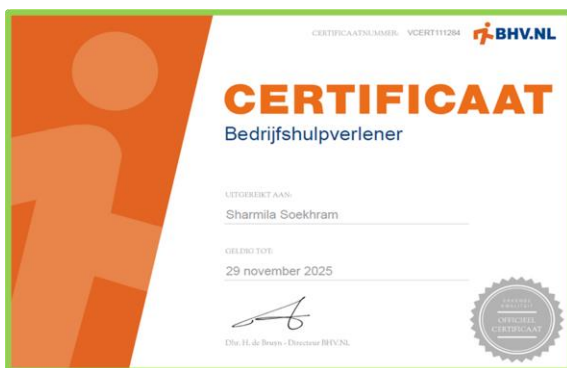 CERTIFICAATNUMMER: VCERT111284
BHV.NL
CERTIFICAAT
Bedrijfshulpverlener
UITGEREIKT AAN:
Sharmila Soekhram
GELDIG TOT:
29 november 2025
Dhr. H. de Bruyn - Directeur BHV.NL
OFFICIEEL
CERTIFICAAT